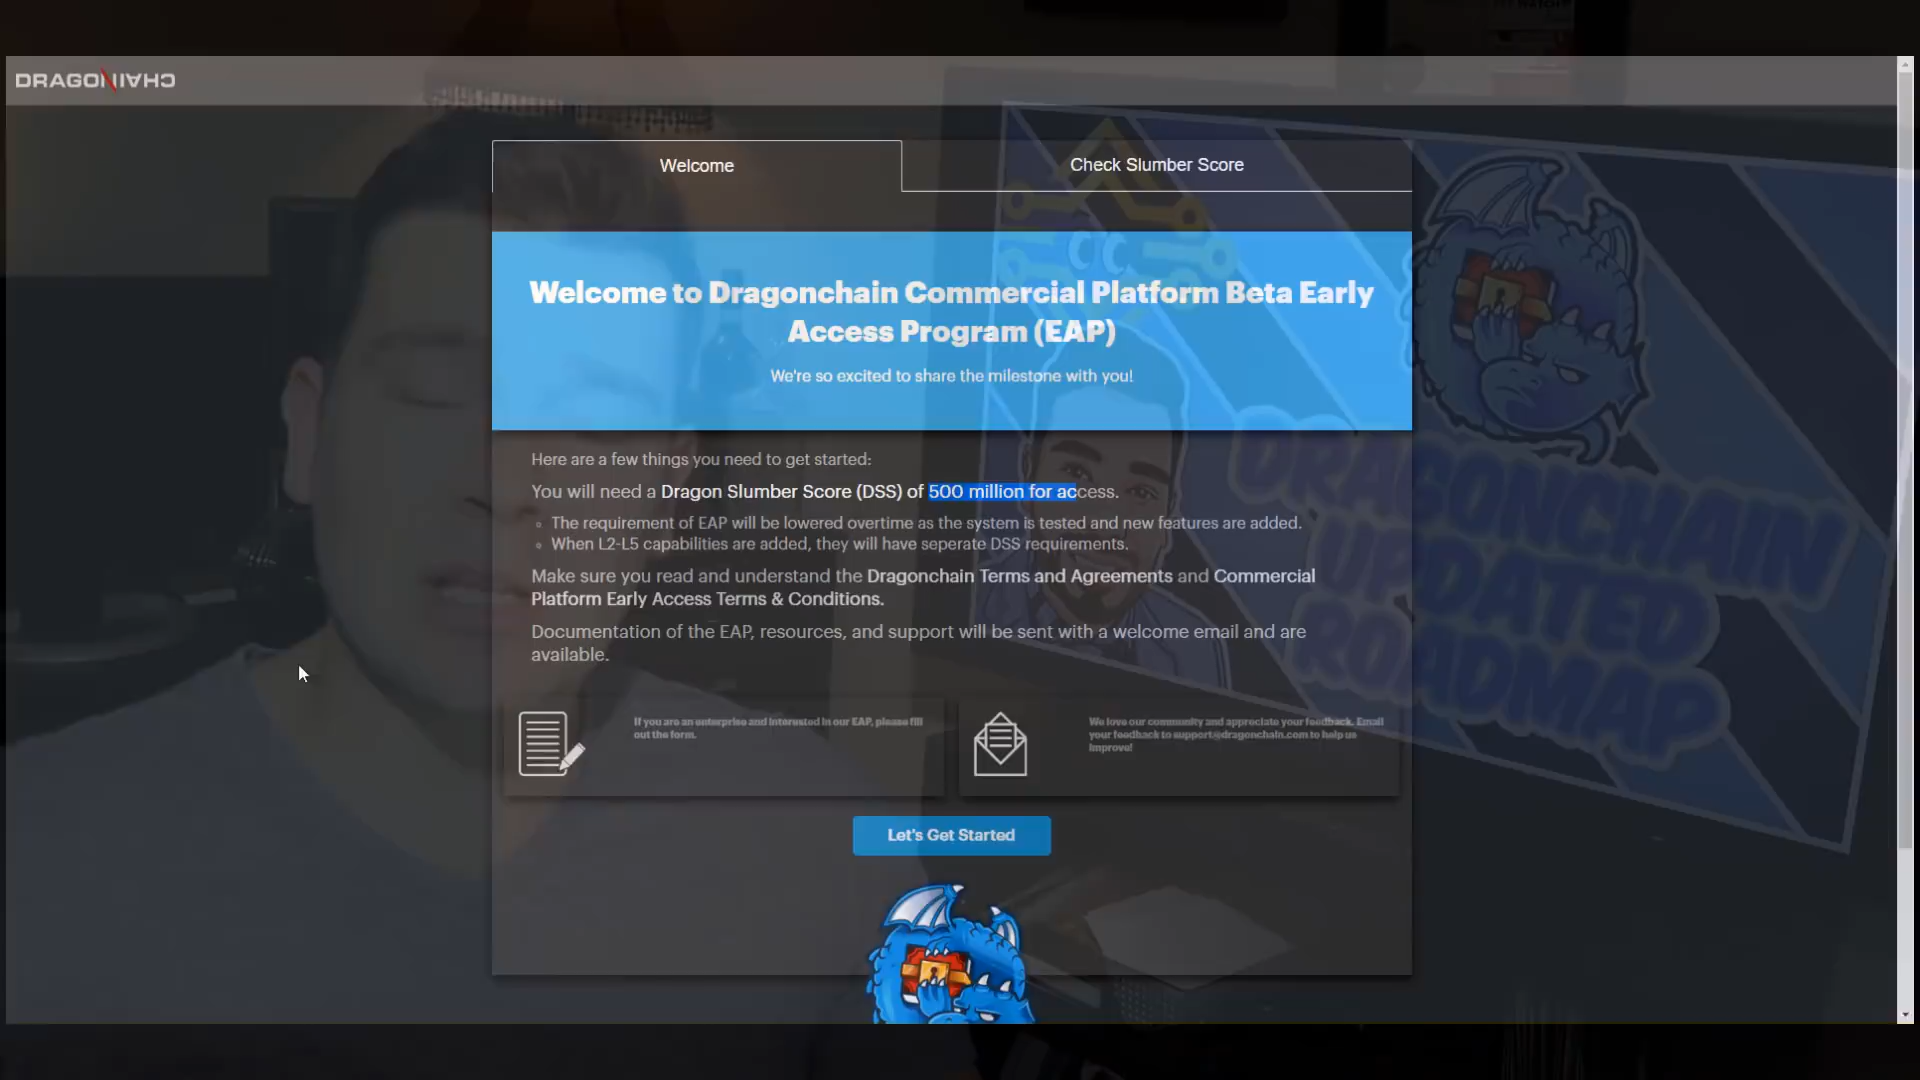 DRAGONCHAIN
Welcome
Check Slumber Score
Welcome to Dragonchain Commercial Platform Beta Early
Access Program (EAP)
We're so excited to share the milestone with you!
Here are a few things you need to get started:
You will need a Dragon Slumber Score (DSS) of 500 million for access.
The requirement of EAP will be lowered overtime as the system is tested and new features are added.
When L2-L5 capabilities are added, they will have seperate DSS requirements.
Make sure you read and understand the Dragonchain Terms and Agreements and Commercial
Platform Early Access Terms & Conditions.
Documentation of the EAP, resources, and support will be sent with a welcome email and are
available.
If you are an enterprise and interested in our EAP, please fill
out the form.
We love our community and appreciate your feedback. Email
your feedback to support@dragonchain.com to help us
improve!
Let's Get Started
DRAGONCHAIN
UPDATED
ROADMAP